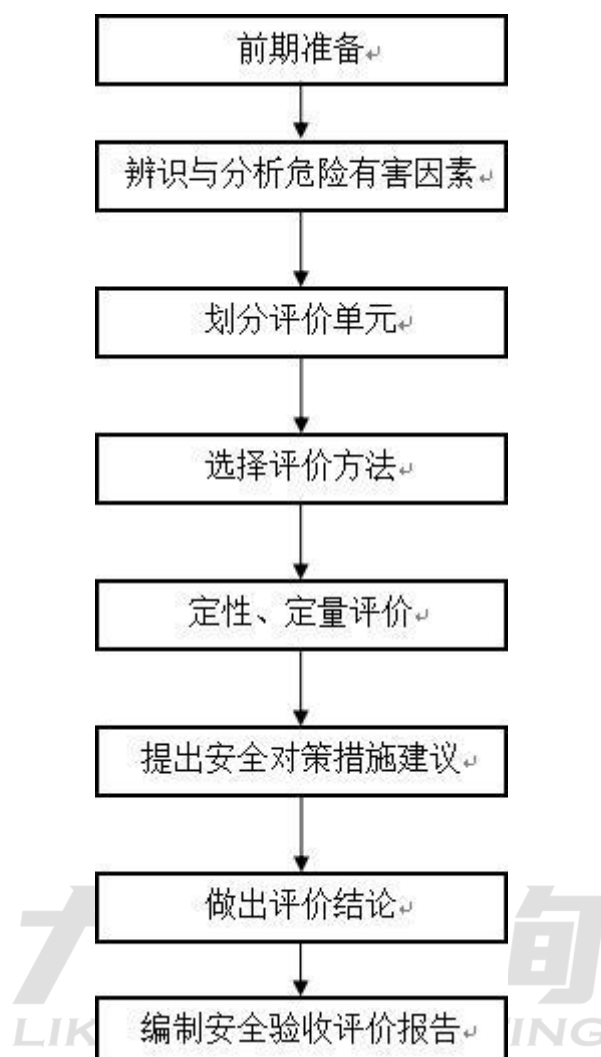 前期准备
辨识与分析危险有害因素
划分评价单元
选择评价方法
定性、定量评价
提出安全对策措施建议
做出评价结论
编制安全验收评价报告